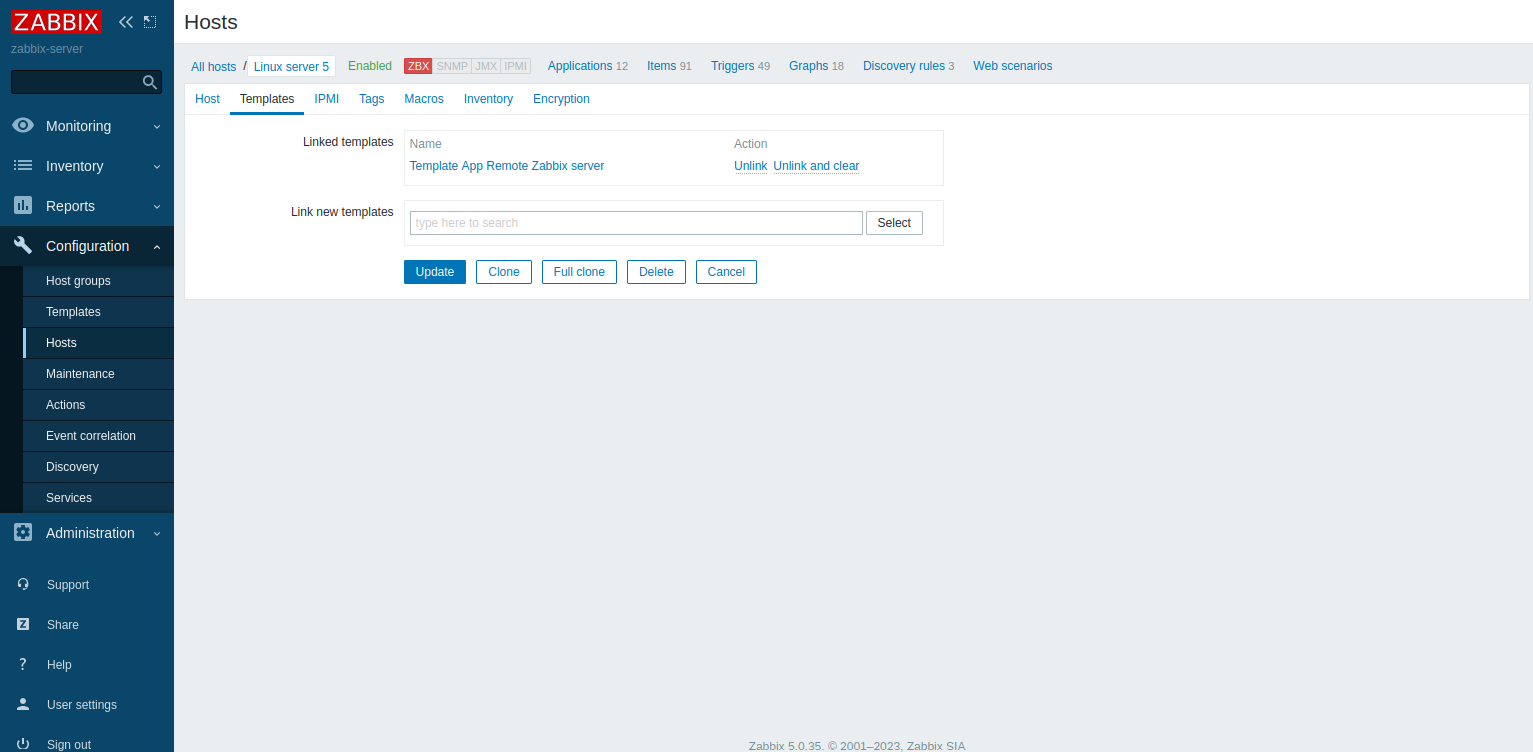 ZABBIX
zabbix-server
Monitoring
Inventory
Reports
Configuration
Host groups
Templates
Hosts
Maintenance
Actions
Event correlation
Discovery
Services
Administration
Support
Share
Help
User settings
Sign out
Hosts
All hosts / Linux server 5 Enabled ZBX SNMP JMX IPMI Applications 12 Items 91 Triggers 49 Graphs 18 Discovery rules 3 Web scenarios
Host Templates IPMI Tags Macros Inventory Encryption
Linked templates Name Action
Template App Remote Zabbix server Unlink Unlink and clear
Link new templates type here to search Select
Update Clone Full clone Delete Cancel
Zabbix 5.0.35. © 2001–2023, Zabbix SIA